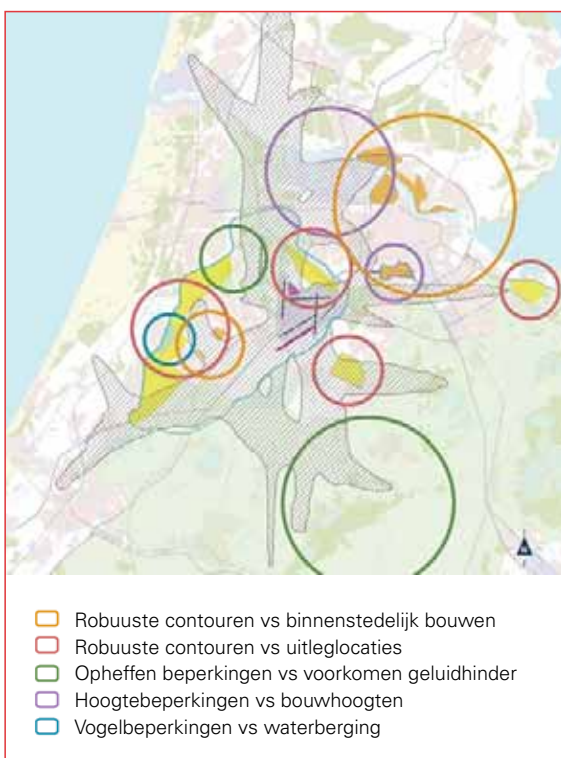 Robuuste contouren vs binnenstedelijk bouwen
Robuuste contouren vs uitleglocaties
Opheffen beperkingen vs voorkomen geluidhinder
Hoogtebeperkingen vs bouwhoogten
Vogelbeperkingen vs waterberging